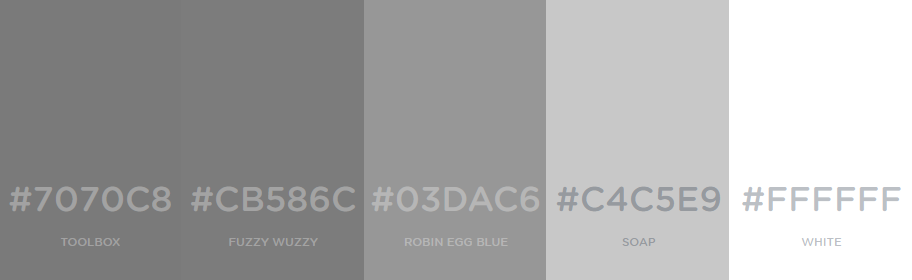 #7070C8 #CB586C #03DAC6 #C4C5E9 #FFFFFF
TOOLBOX FUZZY WUZZY ROBIN EGG BLUE SOAP WHITE